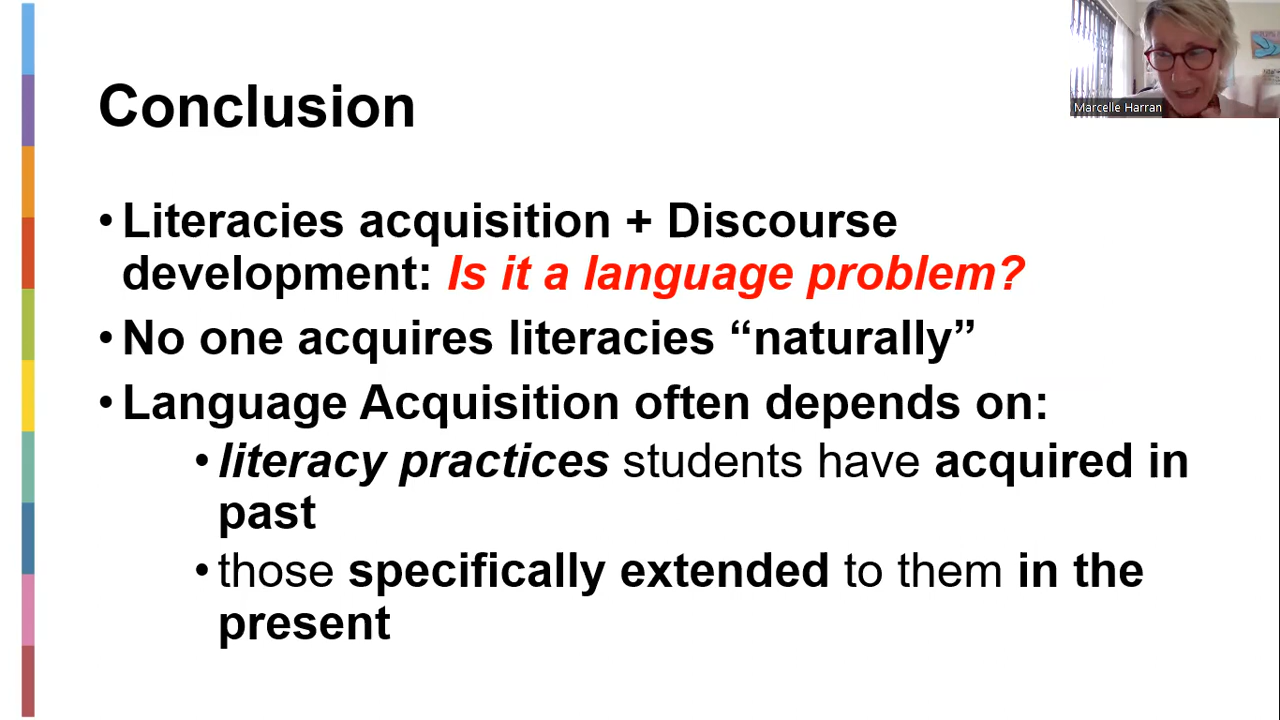 Conclusion
Marcelle Harran
• Literacies acquisition + Discourse
development: Is it a language problem?
• No one acquires literacies “naturally”
• Language Acquisition often depends on:
• literacy practices students have acquired in
past
• those specifically extended to them in the
present